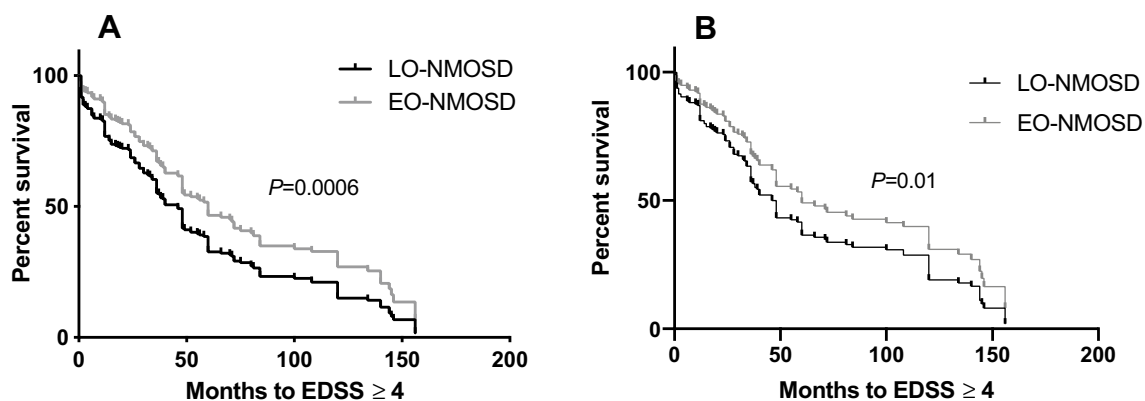 A
LO-NMOSD
EO-NMOSD
P=0.0006
Percent survival
100
50
0
0 50 100 150 200
Months to EDSS ≥ 4
B
LO-NMOSD
EO-NMOSD
P=0.01
Percent survival
100
50
0
0 50 100 150 200
Months to EDSS ≥ 4